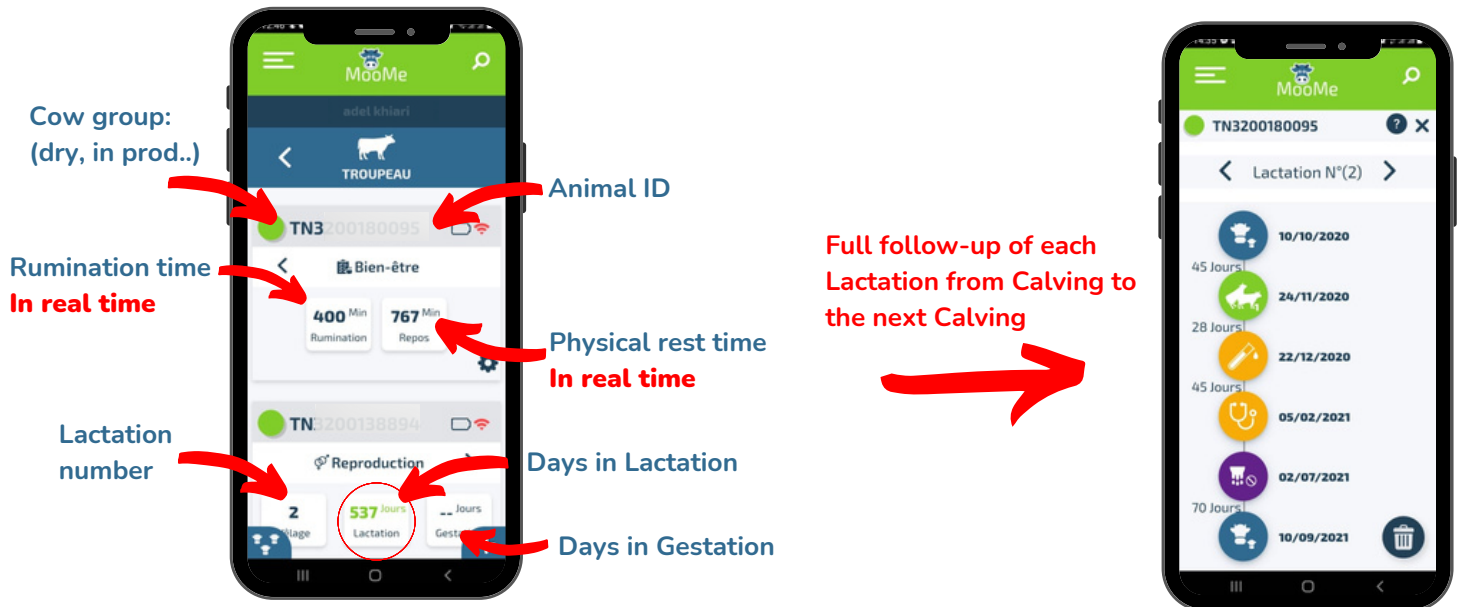 MooMe
adel khiari
TROUPEAU
Cow group:
(dry, in prod..)
Animal ID
TN3200180095
Bien-être
Rumination time
In real time
400 Min
Rumination
767 Min
Repos
Physical rest time
In real time
TN3200138894
Reproduction
Lactation
number
2
537 Jours
Lactation
-- Jours
Days in Lactation
Days in Gestation
Full follow-up of each
Lactation from Calving to
the next Calving
14:35
MooMe
TN3200180095
?
Lactation N°(2)
10/10/2020
45 Jours
24/11/2020
28 Jours
22/12/2020
45 Jours
05/02/2021
02/07/2021
70 Jours
10/09/2021